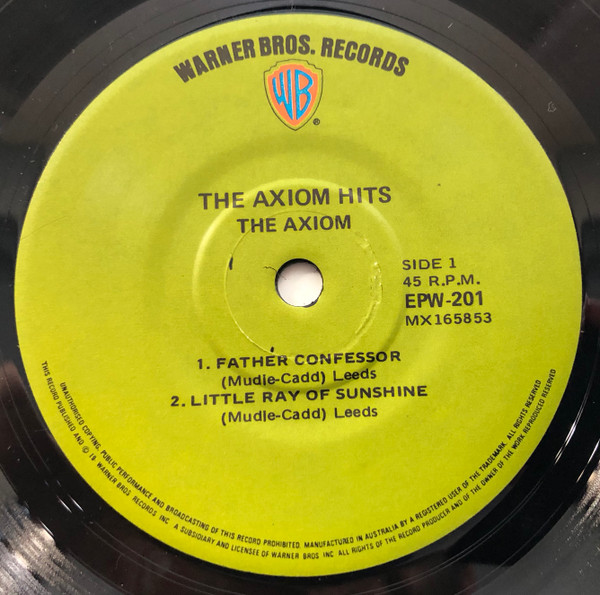 WARNER BROS. RECORDS
WB
®
THE AXIOM HITS
THE AXIOM
SIDE 1
45 R.P.M.
EPW-201
MX165853
1. FATHER CONFESSOR
(Mudie-Cadd) Leeds
2. LITTLE RAY OF SUNSHINE
(Mudie-Cadd) Leeds
UNAUTHORISED COPYING, PUBLIC PERFORMANCE AND BROADCASTING OF THIS RECORD PROHIBITED. MANUFACTURED IN AUSTRALIA BY A REGISTERED USER OF THE TRADEMARK. ALL RIGHT OF THE
THIS RECORD PUBLISHED AND © 19 WARNER BROS RECORDS INC A SUBSIDIARY AND LICENSEE OF WARNER BROS INC ALL RIGHTS OF THE RECORD PRODUCER AND OF THE OWNER OF THE WORK REPRODUCED RESERVED